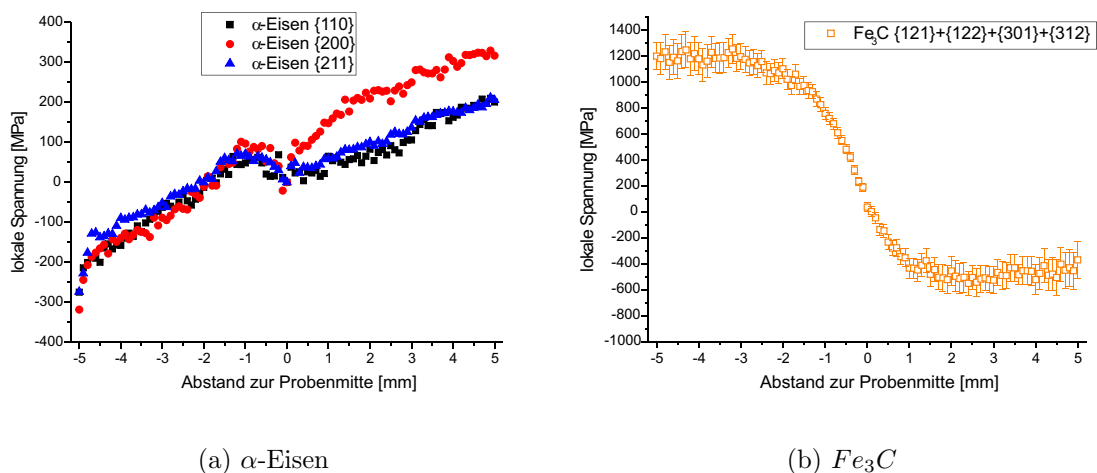 α-Eisen {110}
α-Eisen {200}
α-Eisen {211}
400
300
200
100
0
-100
-200
-300
-400
lokale Spannung [MPa]
-5 -4 -3 -2 -1 0 1 2 3 4 5
Abstand zur Probenmitte [mm]
(a) α-Eisen
Fe3C {121}+{122}+{301}+{312}
1400
1200
1000
800
600
400
200
0
-200
-400
-600
-800
-1000
lokale Spannung [MPa]
-5 -4 -3 -2 -1 0 1 2 3 4 5
Abstand zur Probenmitte [mm]
(b) Fe3C